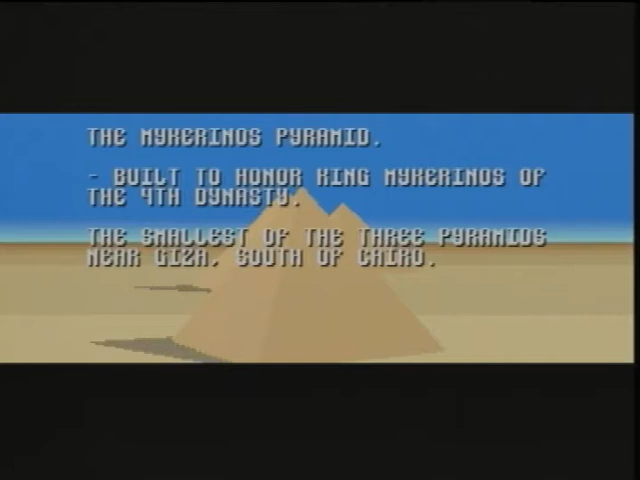 THE MYKERINOS PYRAMID.
- BUILT TO HONOR KING MYKERINOS OF
THE 4TH DYNASTY.
THE SMALLEST OF THE THREE PYRAMIDS
NEAR GIZA, SOUTH OF CAIRO.